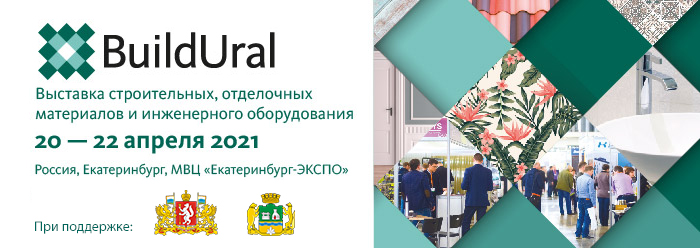 BuildUral
Выставка строительных, отделочных
материалов и инженерного оборудования
20 — 22 апреля 2021
Россия, Екатеринбург, МВЦ «Екатеринбург-ЭКСПО»
При поддержке: